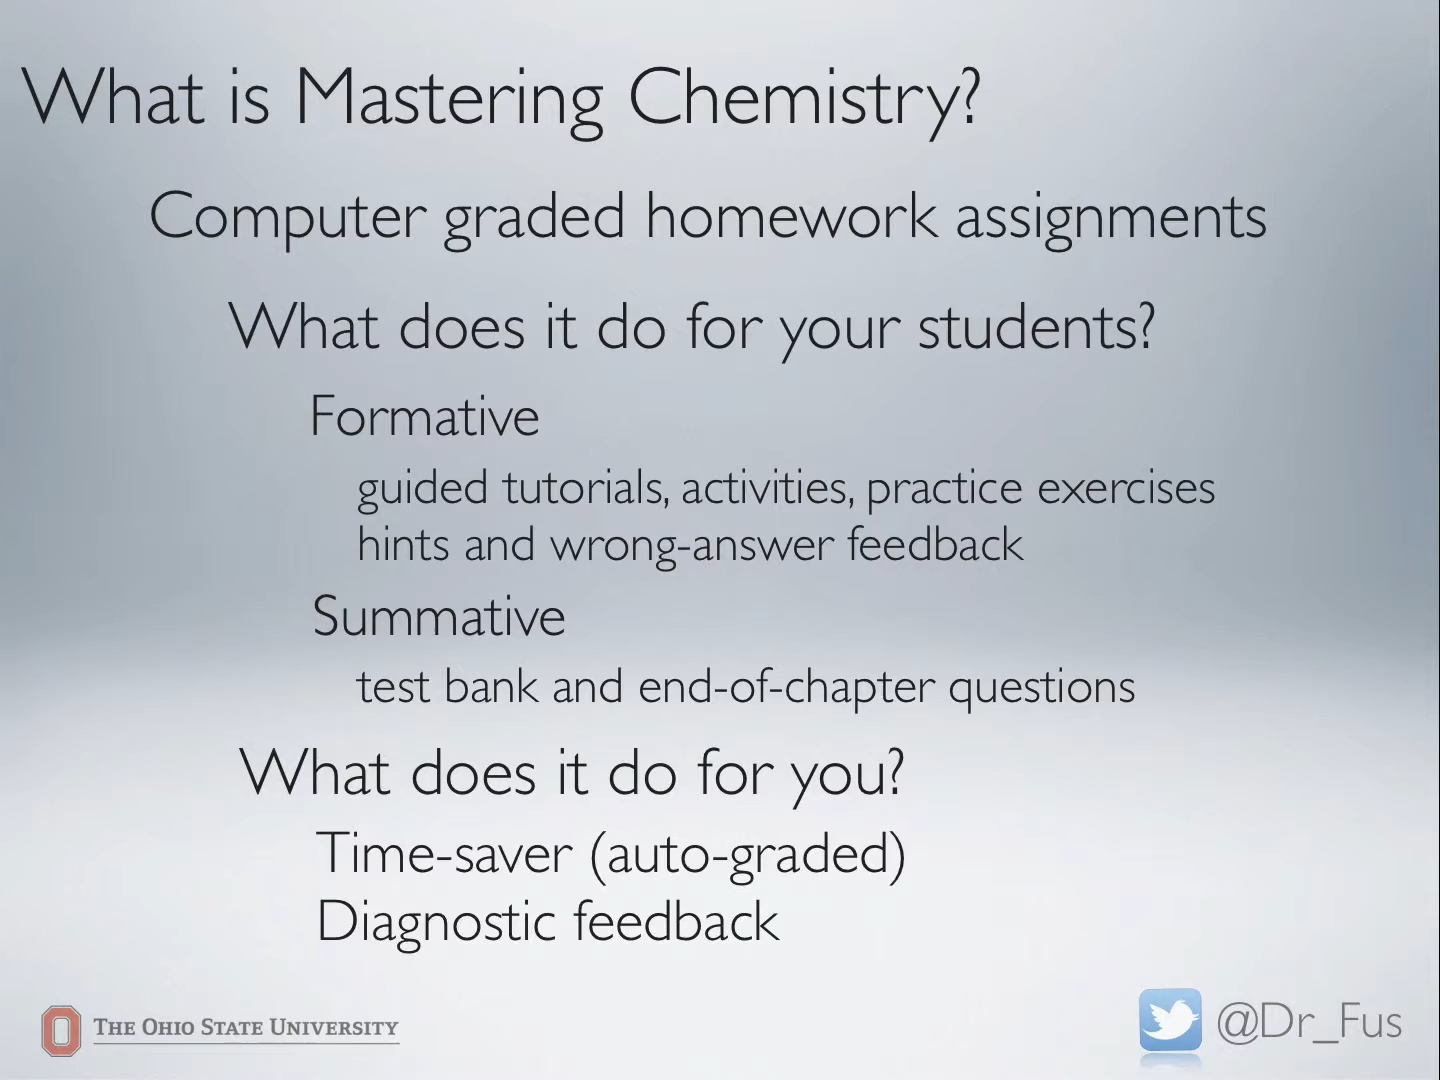 What is Mastering Chemistry?
Computer graded homework assignments
What does it do for your students?
Formative
guided tutorials, activities, practice exercises
hints and wrong-answer feedback
Summative
test bank and end-of-chapter questions
What does it do for you?
Time-saver (auto-graded)
Diagnostic feedback
THE OHIO STATE UNIVERSITY
@Dr_Fus